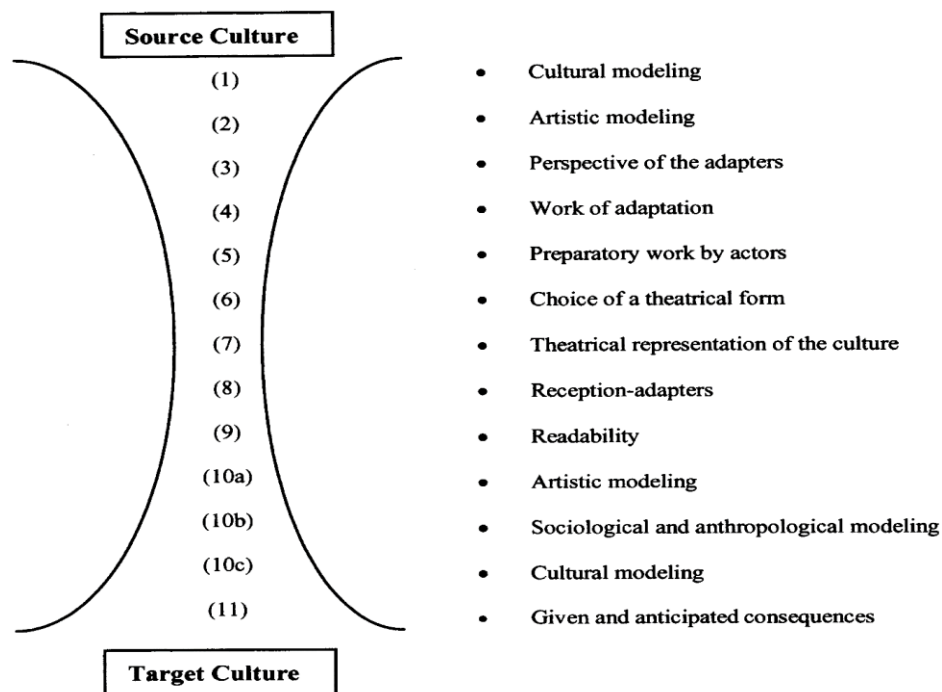 Source Culture
(1) • Cultural modeling
(2) • Artistic modeling
(3) • Perspective of the adapters
(4) • Work of adaptation
(5) • Preparatory work by actors
(6) • Choice of a theatrical form
(7) • Theatrical representation of the culture
(8) • Reception-adapters
(9) • Readability
(10a) • Artistic modeling
(10b) • Sociological and anthropological modeling
(10c) • Cultural modeling
(11) • Given and anticipated consequences
Target Culture